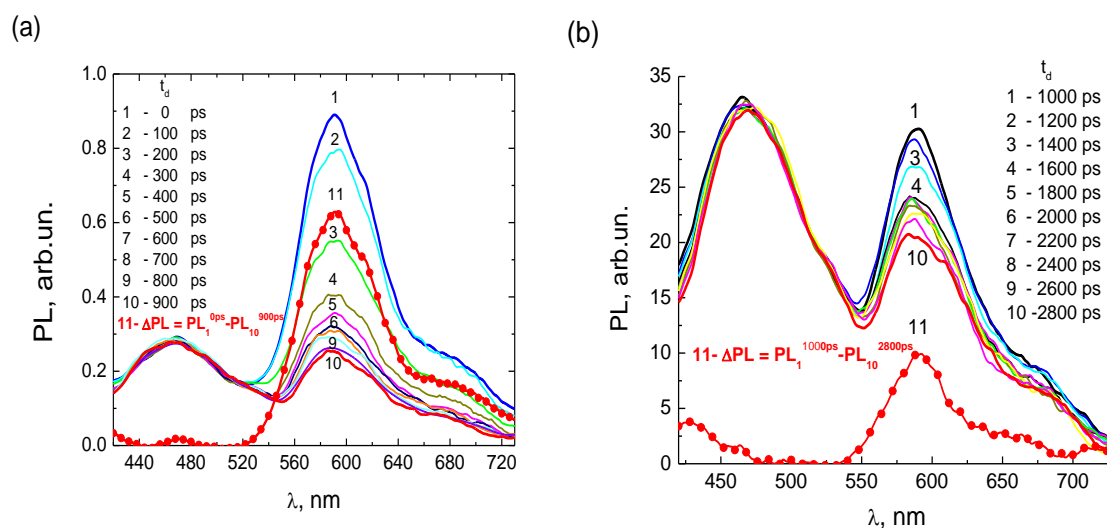 (a)
PL, arb.un.
1.0
0.8
0.6
0.4
0.2
0.0
t_d
1 - 0 ps
2 - 100 ps
3 - 200 ps
4 - 300 ps
5 - 400 ps
6 - 500 ps
7 - 600 ps
8 - 700 ps
9 - 800 ps
10 - 900 ps
11- ΔPL = PL_1^0ps-PL_10^900ps
1
2
11
3
4
5
6
9
10
440 480 520 560 600 640 680 720
λ, nm
(b)
PL, arb.un.
35
30
25
20
15
10
5
0
t_d
1 - 1000 ps
2 - 1200 ps
3 - 1400 ps
4 - 1600 ps
5 - 1800 ps
6 - 2000 ps
7 - 2200 ps
8 - 2400 ps
9 - 2600 ps
10 -2800 ps
1
3
4
10
11
11- ΔPL = PL_1^1000ps-PL_10^2800ps
450 500 550 600 650 700
λ, nm